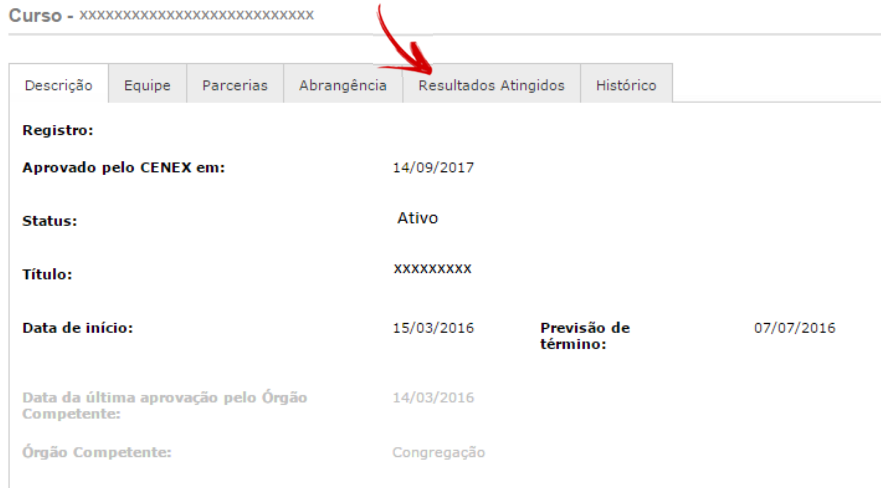 Curso - xxxxxxxxxxxxxxxxxxxxxxxxxxx
Descrição Equipe Parcerias Abrangência Resultados Atingidos Histórico
Registro:
Aprovado pelo CENEX em: 14/09/2017
Status: Ativo
Título: xxxxxxxxx
Data de início: 15/03/2016 Previsão de
término: 07/07/2016
Data da última aprovação pelo Órgão
Competente: 14/03/2016
Órgão Competente: Congregação